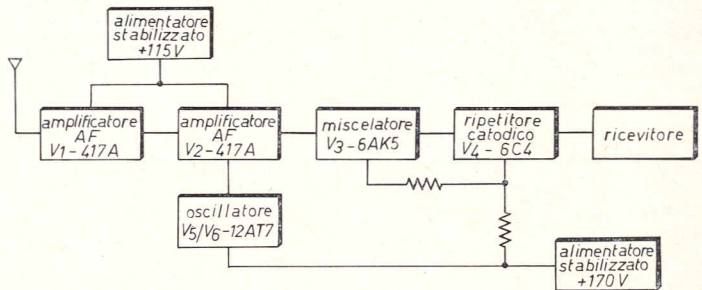 alimentatore
stabilizzato
+115V
amplificatore
AF
V1-417A
amplificatore
AF
V2-417A
miscelatore
V3-6AK5
ripetitore
catodico
V4-6C4
ricevitore
oscillatore
V5/V6-12AT7
alimentatore
stabilizzato
+170V